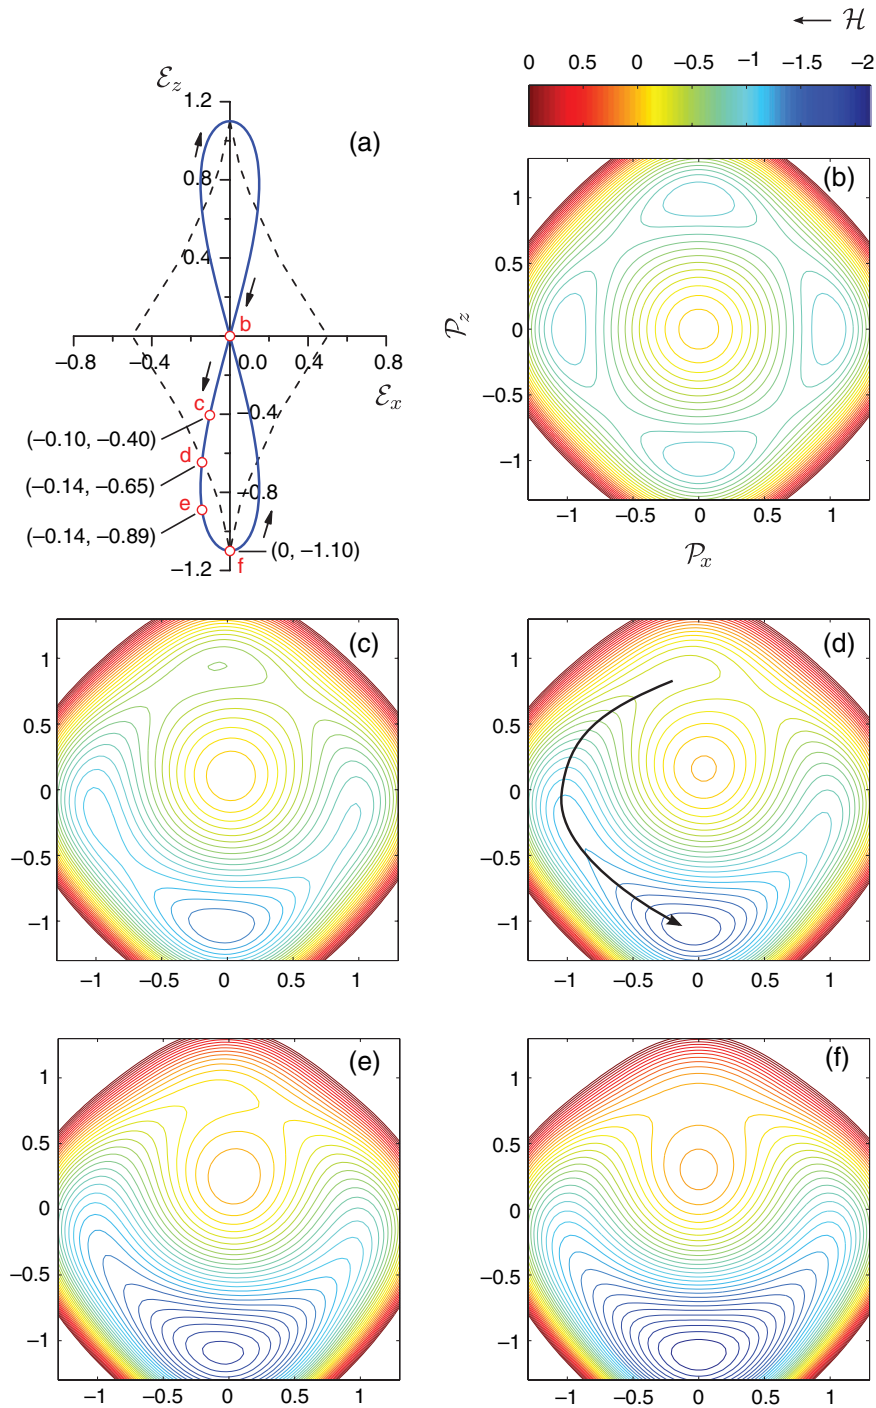 ℋ
0 0.5 0 −0.5 −1 −1.5 −2
ℰz
1.2
(a)
0.8
0.4
b
−0.8 −0.4 0.0 0.4 0.8
ℰx
c
−0.4
(−0.10, −0.40)
d
(−0.14, −0.65)
e
−0.8
(−0.14, −0.89)
(0, −1.10)
f
−1.2
(b)
1
0.5
0
−0.5
−1
𝒫z
−1 −0.5 0 0.5 1
𝒫x
(c)
1
0.5
0
−0.5
−1
−1 −0.5 0 0.5 1
(d)
1
0.5
0
−0.5
−1
−1 −0.5 0 0.5 1
(e)
1
0.5
0
−0.5
−1
−1 −0.5 0 0.5 1
(f)
1
0.5
0
−0.5
−1
−1 −0.5 0 0.5 1